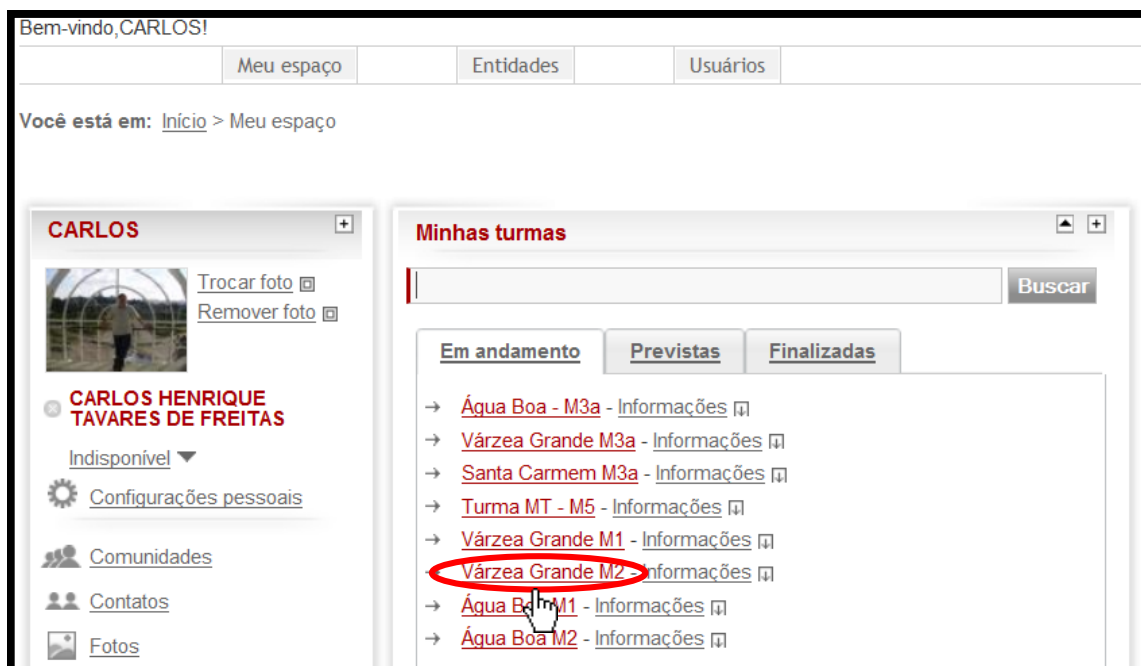 Bem-vindo,CARLOS!
Meu espaço Entidades Usuários
Você está em: Início > Meu espaço
CARLOS
Trocar foto
Remover foto
CARLOS HENRIQUE
TAVARES DE FREITAS
Indisponível
Configurações pessoais
Comunidades
Contatos
Fotos
Minhas turmas
Buscar
Em andamento Previstas Finalizadas
Água Boa - M3a - Informações
Várzea Grande M3a - Informações
Santa Carmem M3a - Informações
Turma MT - M5 - Informações
Várzea Grande M1 - Informações
Várzea Grande M2 - Informações
Água Boa M1 - Informações
Água Boa M2 - Informações